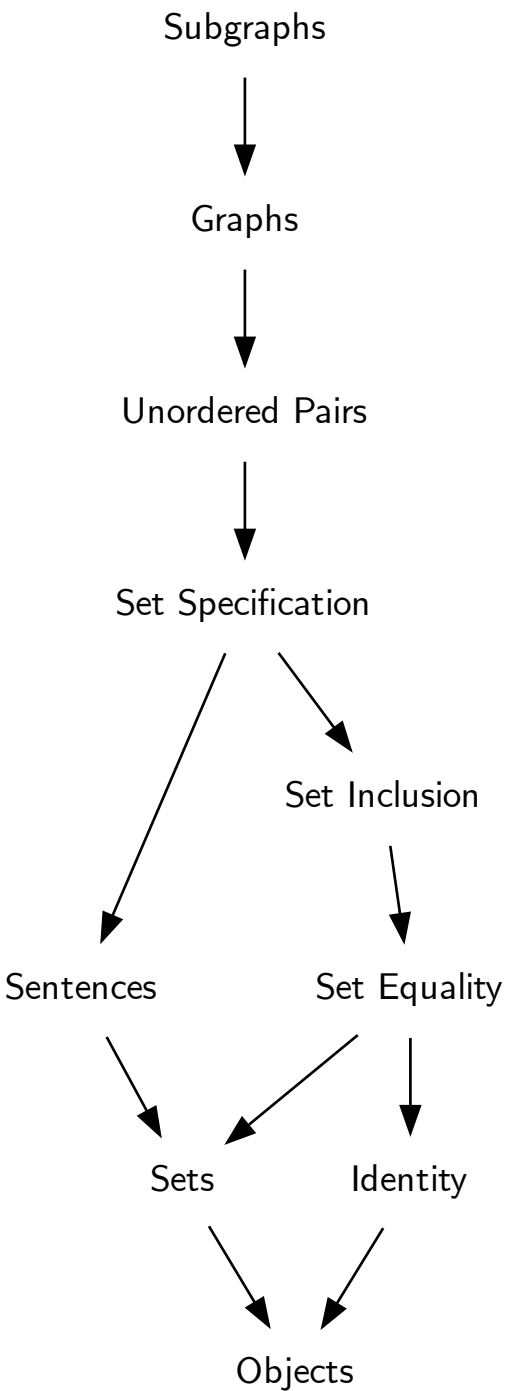 Subgraphs
Graphs
Unordered Pairs
Set Specification
Set Inclusion
Sentences
Set Equality
Sets
Identity
Objects